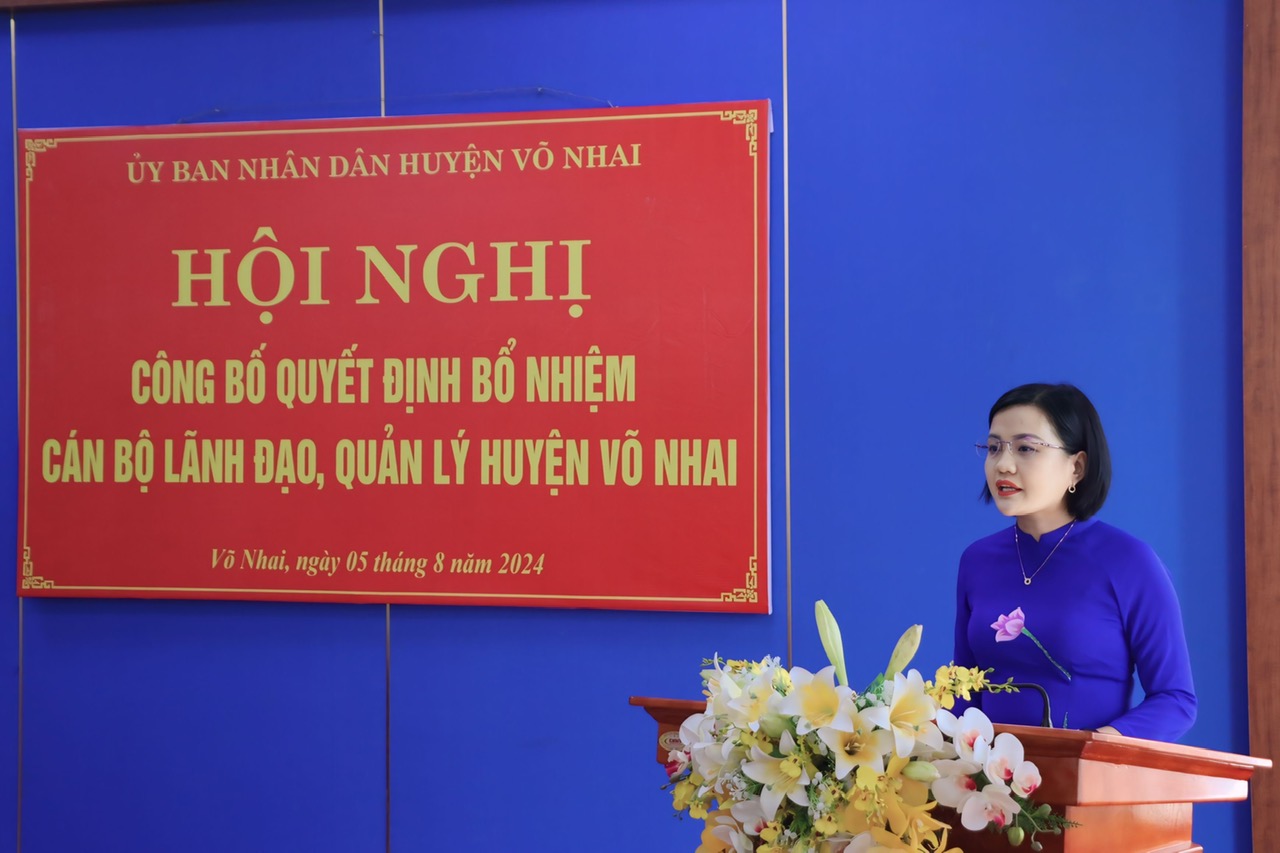 ỦY BAN NHÂN DÂN HUYỆN VÕ NHAI
HỘI NGHỊ
CÔNG BỐ QUYẾT ĐỊNH BỔ NHIỆM
CÁN BỘ LÃNH ĐẠO, QUẢN LÝ HUYỆN VÕ NHAI
Võ Nhai, ngày 05 tháng 8 năm 2024